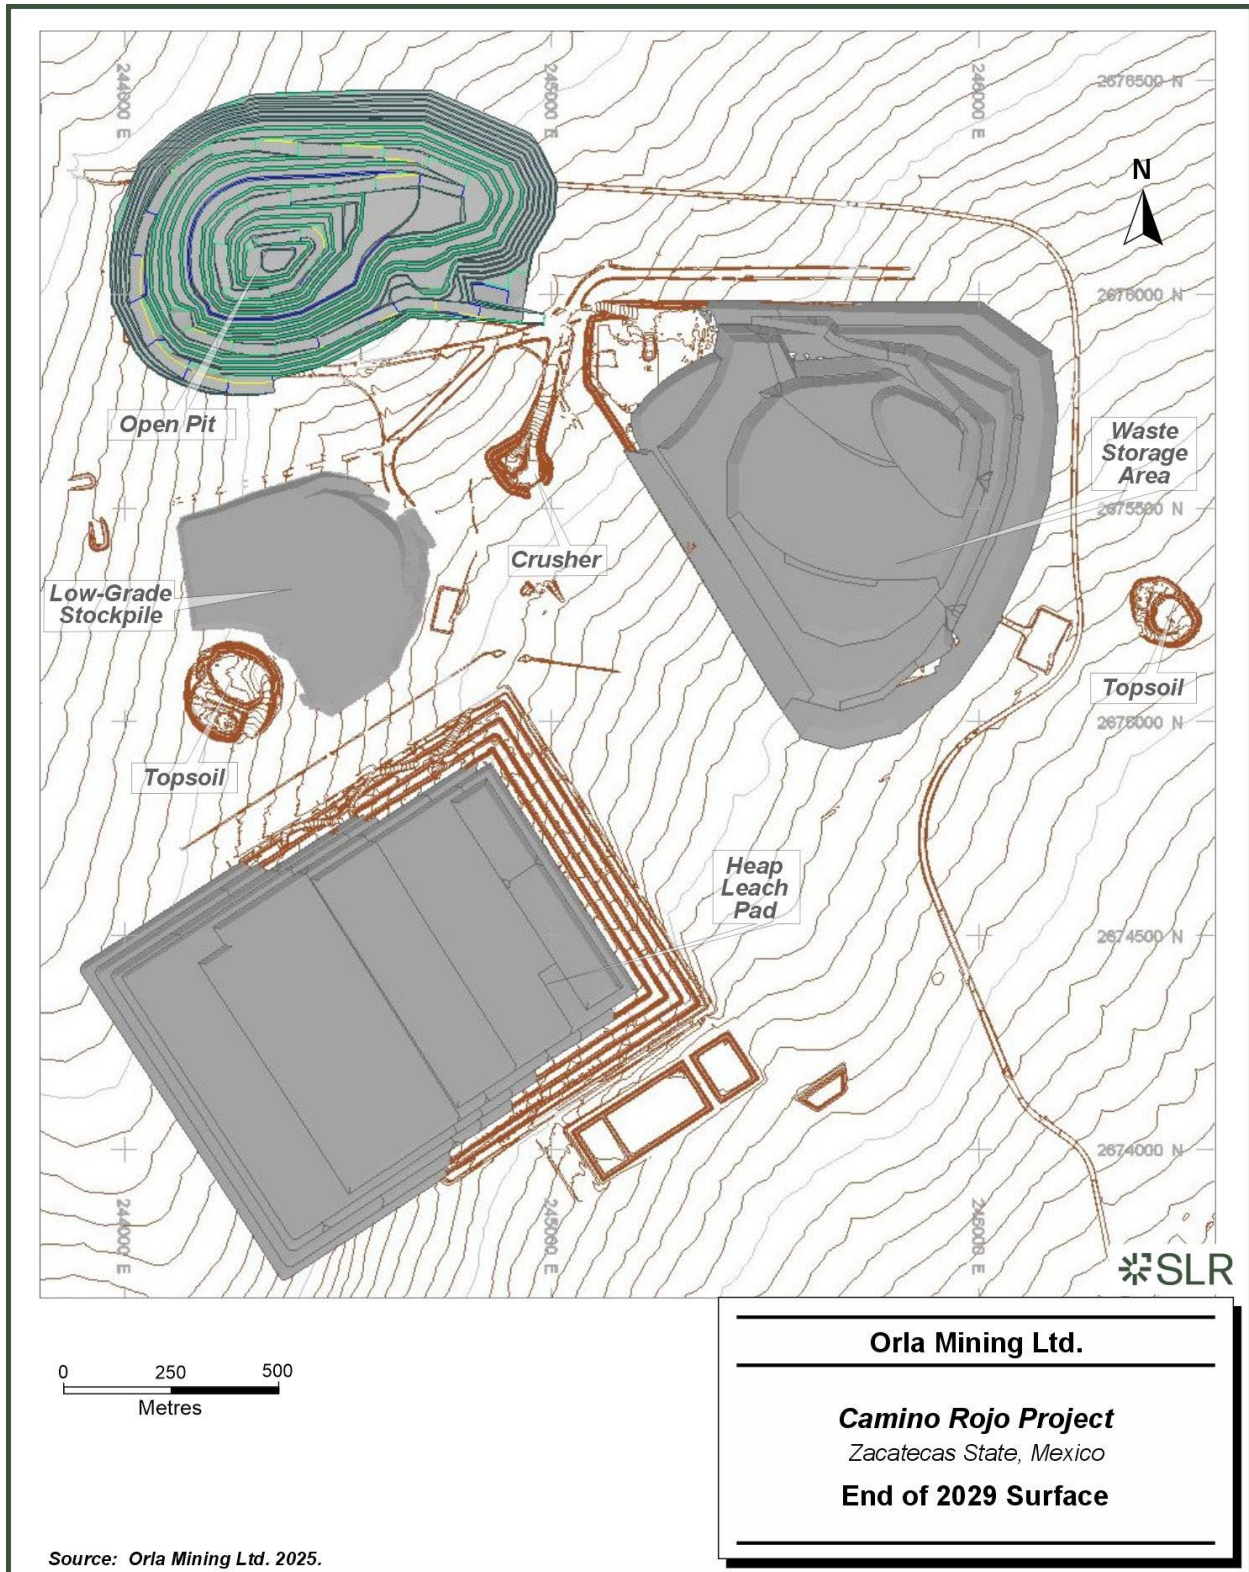 244000 E
245000 E
246000 E
2676500 N
N
2676000 N
Open Pit
Waste
Storage
Area
2675500 N
Crusher
Low-Grade
Stockpile
Topsoil
2675000 N
Topsoil
Heap
Leach
Pad
2674500 N
2674000 N
244000 E
245000 E
246000 E
SLR
Orla Mining Ltd.
0 250 500
Metres
Camino Rojo Project
Zacatecas State, Mexico
End of 2029 Surface
Source: Orla Mining Ltd. 2025.